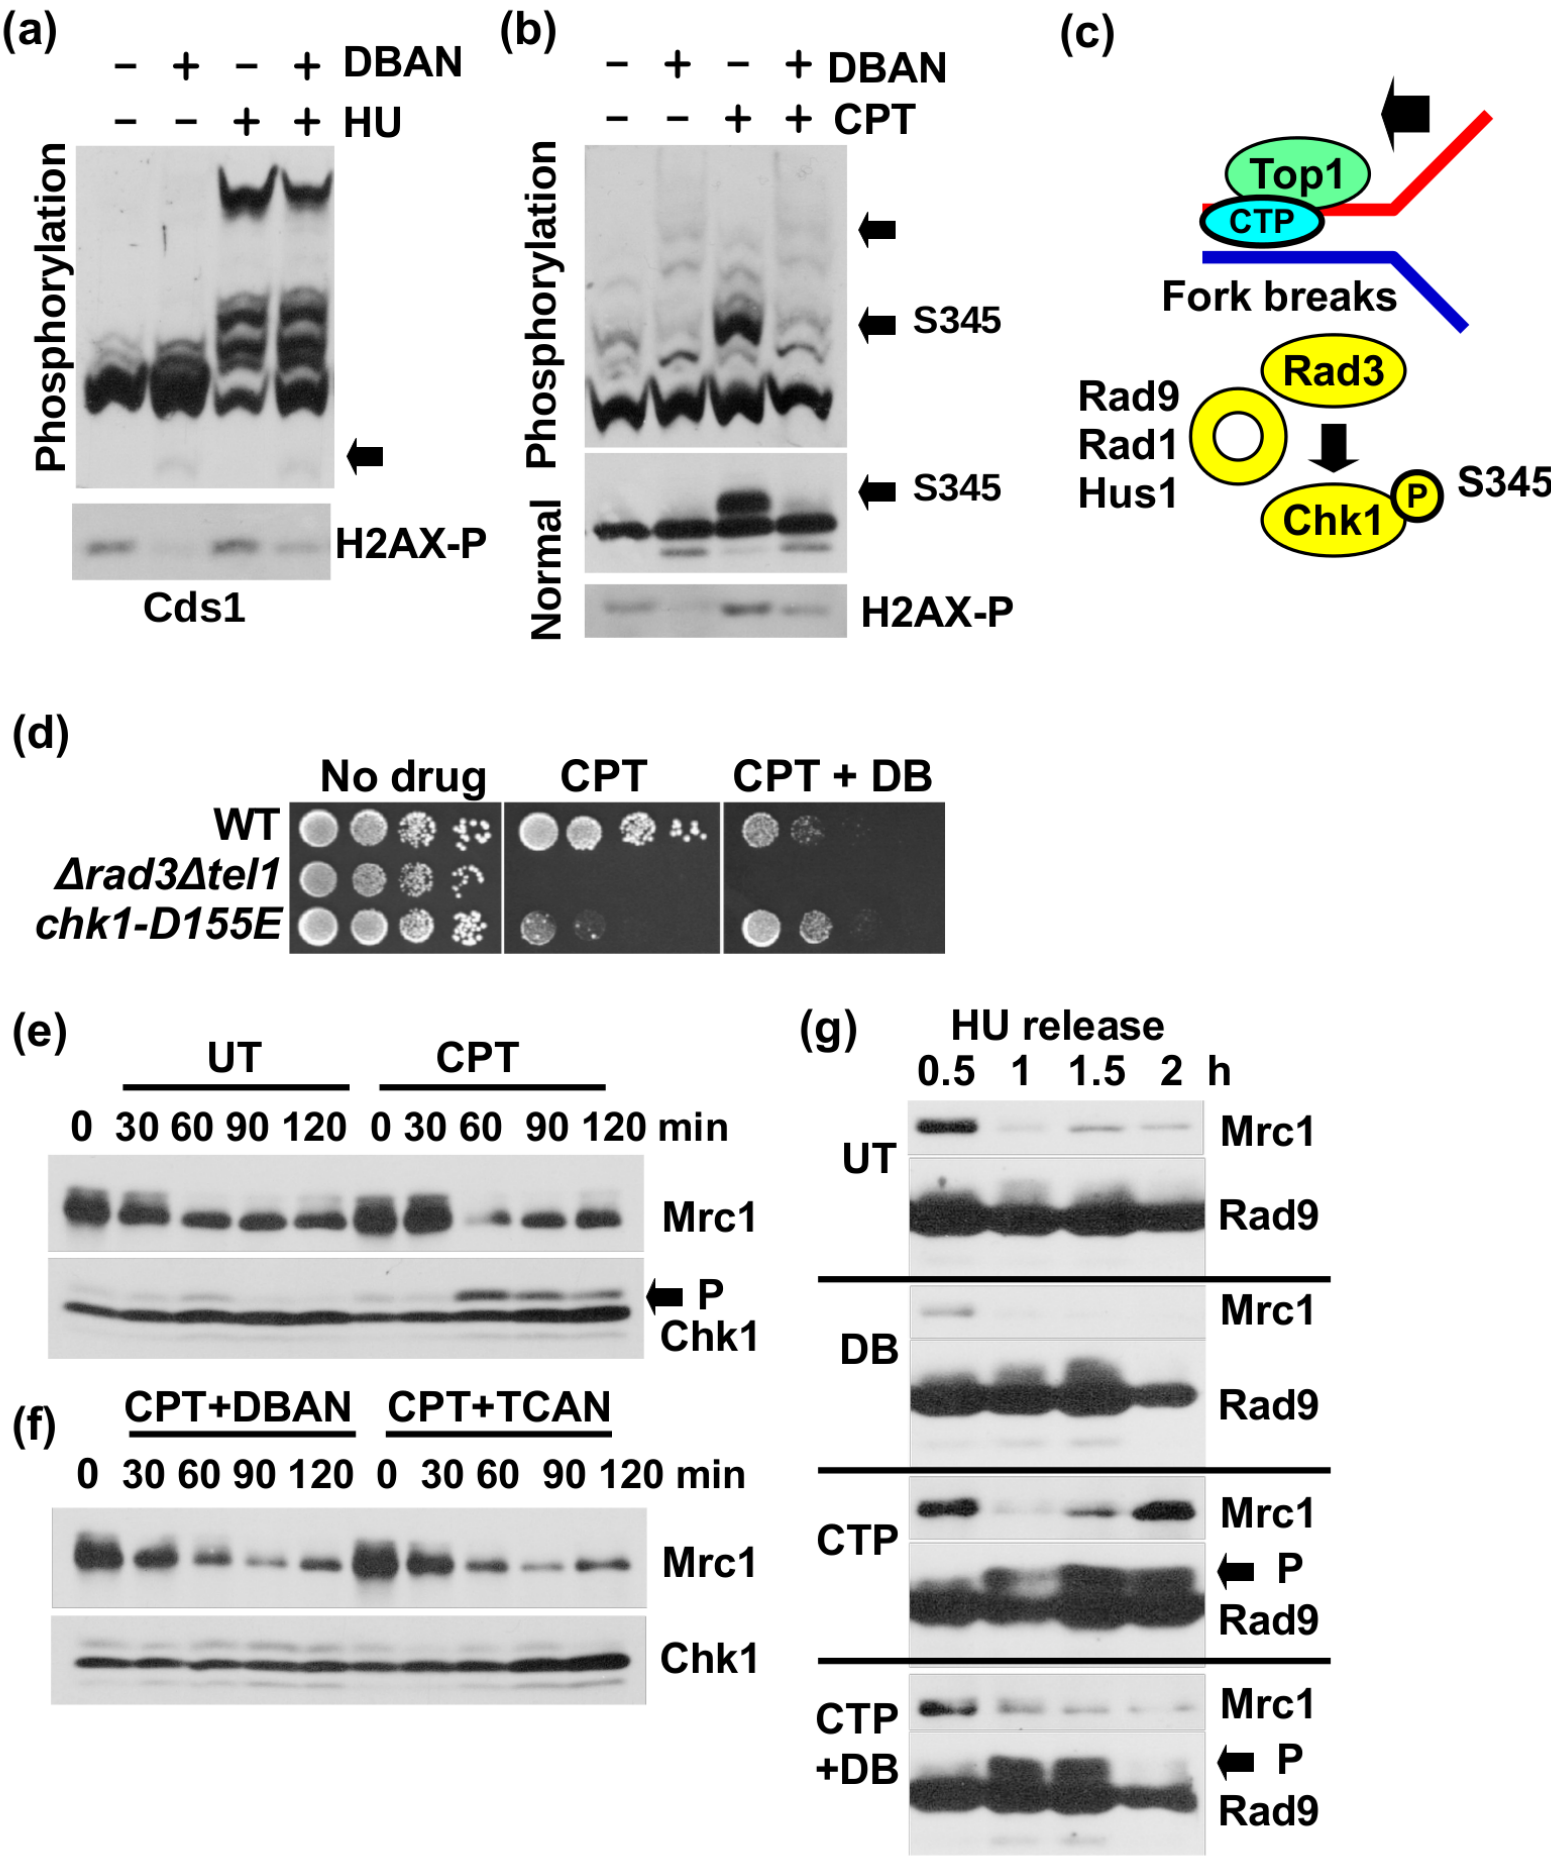 (a)
− + − + DBAN
− − + + HU
Phosphorylation
H2AX-P
Cds1
(b)
− + − + DBAN
− − + + CPT
Phosphorylation
S345
Normal
S345
H2AX-P
(c)
Top1
CTP
Fork breaks
Rad3
Rad9
Rad1
Hus1
Chk1
P
S345
(d)
No drug CPT CPT + DB
WT
Δrad3Δtel1
chk1-D155E
(e)
UT CPT
0 30 60 90 120 0 30 60 90 120 min
Mrc1
P
Chk1
(f)
CPT+DBAN CPT+TCAN
0 30 60 90 120 0 30 60 90 120 min
Mrc1
Chk1
(g)
HU release
0.5 1 1.5 2 h
UT
Mrc1
Rad9
DB
Mrc1
Rad9
CTP
Mrc1
P
Rad9
CTP
+DB
Mrc1
P
Rad9